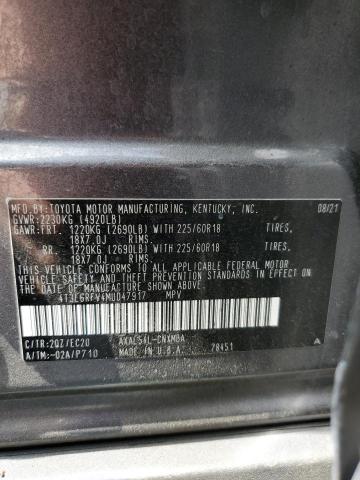 MFD.BY:TOYOTA MOTOR MANUFACTURING, KENTUCKY, INC. 08/21
GVWR:2230KG (4920LB)
GAWR:FRT. 1220KG (2690LB) WITH 225/60R18 TIRES,
18X7.0J RIMS.
RR. 1220KG (2690LB) WITH 225/60R18 TIRES,
18X7.0J RIMS.
THIS VEHICLE CONFORMS TO ALL APPLICABLE FEDERAL MOTOR
VEHICLE SAFETY AND THEFT PREVENTION STANDARDS IN EFFECT ON
THE DATE OF MANUFACTURE SHOWN ABOVE.
4T3L6RFV4MU047917 MPV
C/TR:2QZ/EC20 AXAL54L-CNXMBA
A/TM:-02A/P710 MADE IN U.S.A. 28451 A